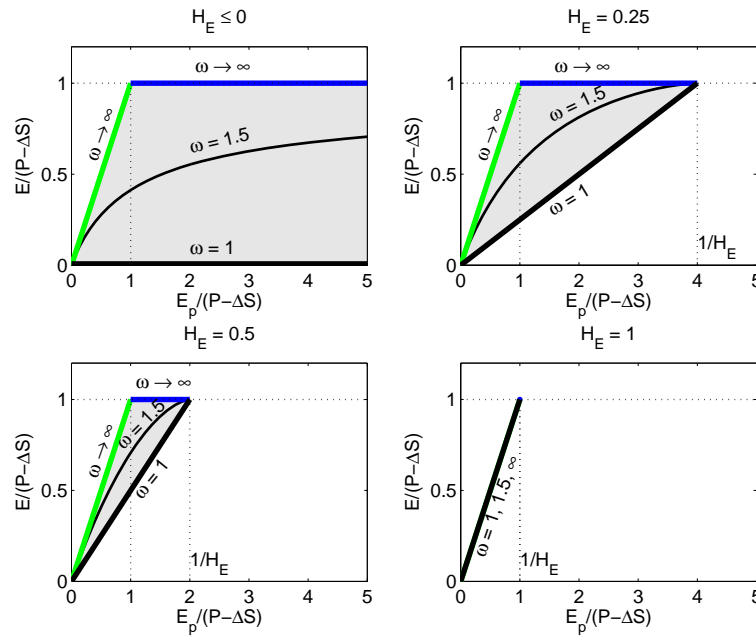 H_E ≤ 0
ω → ∞
ω → ∞
ω = 1.5
ω = 1
0
0.5
1
0 1 2 3 4 5
E/(P−ΔS)
E_p/(P−ΔS)
H_E = 0.25
ω → ∞
ω → ∞
ω = 1.5
ω = 1
1/H_E
0
0.5
1
0 1 2 3 4 5
E/(P−ΔS)
E_p/(P−ΔS)
H_E = 0.5
ω → ∞
ω → ∞
ω = 1.5
ω = 1
1/H_E
0
0.5
1
0 1 2 3 4 5
E/(P−ΔS)
E_p/(P−ΔS)
H_E = 1
ω = 1, 1.5, ∞
1/H_E
0
0.5
1
0 1 2 3 4 5
E/(P−ΔS)
E_p/(P−ΔS)